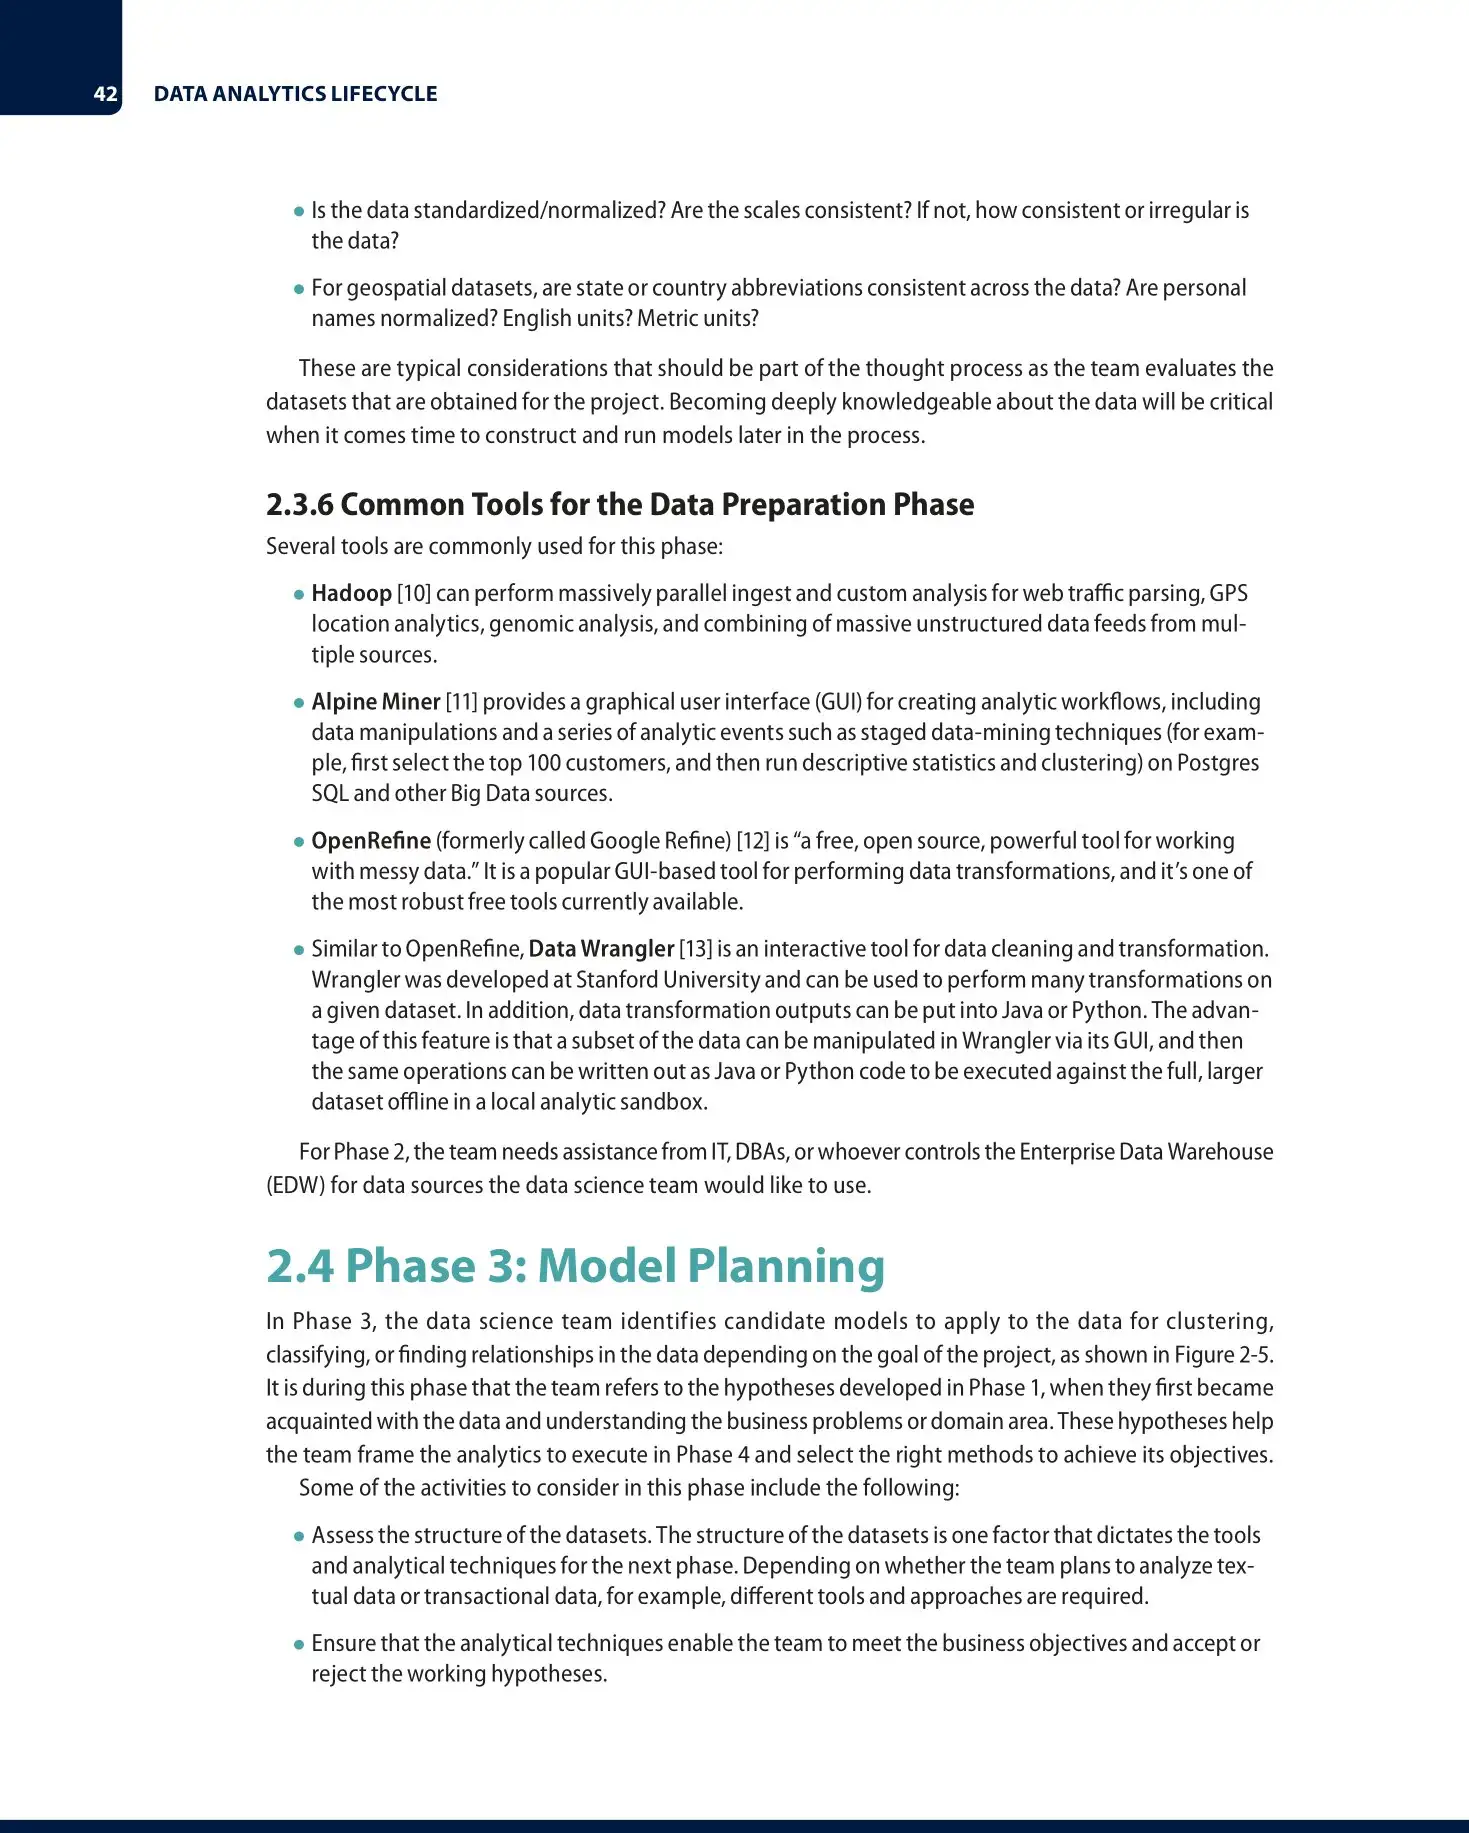 42 DATA ANALYTICS LIFECYCLE
● Is the data standardized/normalized? Are the scales consistent? If not, how consistent or irregular is
the data?
● For geospatial datasets, are state or country abbreviations consistent across the data? Are personal
names normalized? English units? Metric units?
These are typical considerations that should be part of the thought process as the team evaluates the
datasets that are obtained for the project. Becoming deeply knowledgeable about the data will be critical
when it comes time to construct and run models later in the process.
2.3.6 Common Tools for the Data Preparation Phase
Several tools are commonly used for this phase:
● Hadoop [10] can perform massively parallel ingest and custom analysis for web traffic parsing, GPS
location analytics, genomic analysis, and combining of massive unstructured data feeds from mul-
tiple sources.
● Alpine Miner [11] provides a graphical user interface (GUI) for creating analytic workflows, including
data manipulations and a series of analytic events such as staged data-mining techniques (for exam-
ple, first select the top 100 customers, and then run descriptive statistics and clustering) on Postgres
SQL and other Big Data sources.
● OpenRefine (formerly called Google Refine) [12] is “a free, open source, powerful tool for working
with messy data.” It is a popular GUI-based tool for performing data transformations, and it’s one of
the most robust free tools currently available.
● Similar to OpenRefine, Data Wrangler [13] is an interactive tool for data cleaning and transformation.
Wrangler was developed at Stanford University and can be used to perform many transformations on
a given dataset. In addition, data transformation outputs can be put into Java or Python. The advan-
tage of this feature is that a subset of the data can be manipulated in Wrangler via its GUI, and then
the same operations can be written out as Java or Python code to be executed against the full, larger
dataset offline in a local analytic sandbox.
For Phase 2, the team needs assistance from IT, DBAs, or whoever controls the Enterprise Data Warehouse
(EDW) for data sources the data science team would like to use.
2.4 Phase 3: Model Planning
In Phase 3, the data science team identifies candidate models to apply to the data for clustering,
classifying, or finding relationships in the data depending on the goal of the project, as shown in Figure 2-5.
It is during this phase that the team refers to the hypotheses developed in Phase 1, when they first became
acquainted with the data and understanding the business problems or domain area. These hypotheses help
the team frame the analytics to execute in Phase 4 and select the right methods to achieve its objectives.
Some of the activities to consider in this phase include the following:
● Assess the structure of the datasets. The structure of the datasets is one factor that dictates the tools
and analytical techniques for the next phase. Depending on whether the team plans to analyze tex-
tual data or transactional data, for example, different tools and approaches are required.
● Ensure that the analytical techniques enable the team to meet the business objectives and accept or
reject the working hypotheses.